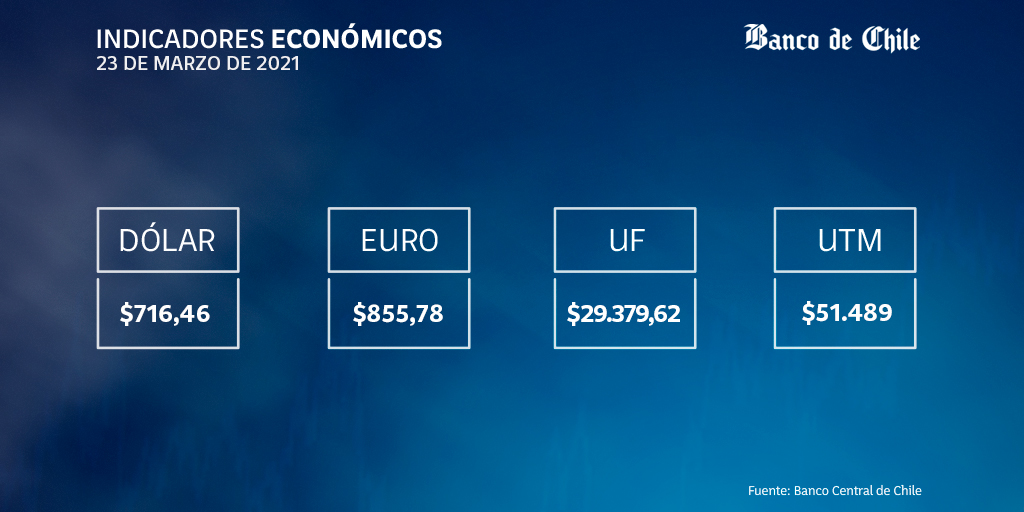 INDICADORES ECONÓMICOS
23 DE MARZO DE 2021
Banco de Chile
DÓLAR
$716,46
EURO
$855,78
UF
$29.379,62
UTM
$51.489
Fuente: Banco Central de Chile